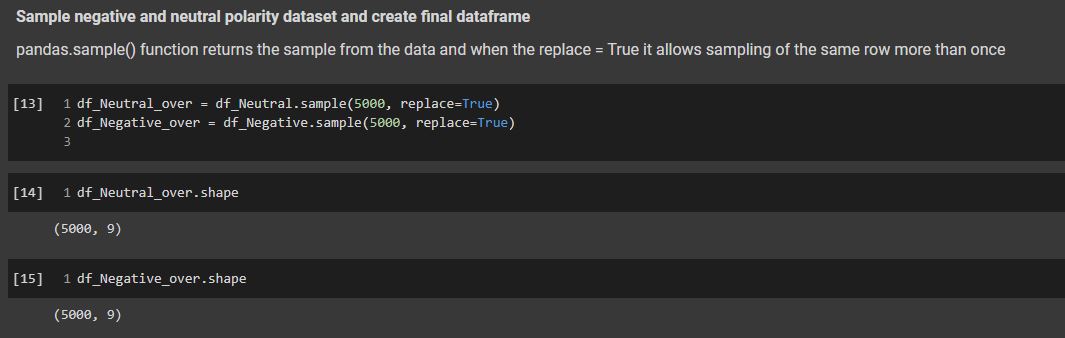 Sample negative and neutral polarity dataset and create final dataframe
pandas.sample() function returns the sample from the data and when the replace = True it allows sampling of the same row more than once
[13] 1 df_Neutral_over = df_Neutral.sample(5000, replace=True)
2 df_Negative_over = df_Negative.sample(5000, replace=True)
3
[14] 1 df_Neutral_over.shape
(5000, 9)
[15] 1 df_Negative_over.shape
(5000, 9)